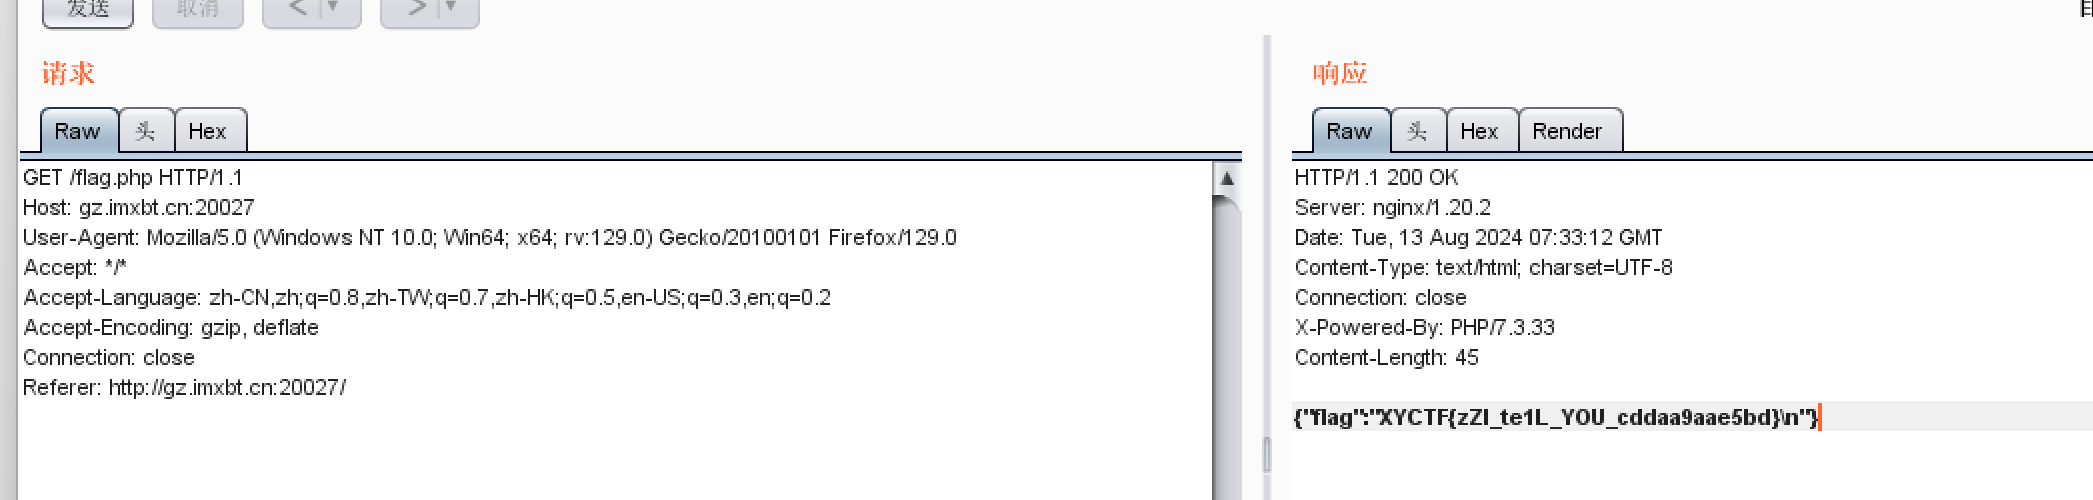 发送
取消
<
>
请求
Raw
头
Hex
GET /flag.php HTTP/1.1
Host: gz.imxbt.cn:20027
User-Agent: Mozilla/5.0 (Windows NT 10.0; Win64; x64; rv:129.0) Gecko/20100101 Firefox/129.0
Accept: */*
Accept-Language: zh-CN,zh;q=0.8,zh-TW;q=0.7,zh-HK;q=0.5,en-US;q=0.3,en;q=0.2
Accept-Encoding: gzip, deflate
Connection: close
Referer: http://gz.imxbt.cn:20027/
响应
Raw
头
Hex
Render
HTTP/1.1 200 OK
Server: nginx/1.20.2
Date: Tue, 13 Aug 2024 07:33:12 GMT
Content-Type: text/html; charset=UTF-8
Connection: close
X-Powered-By: PHP/7.3.33
Content-Length: 45
{"flag":"XYCTF{zZI_te1L_YOU_cddaa9aae5bd}\n"}